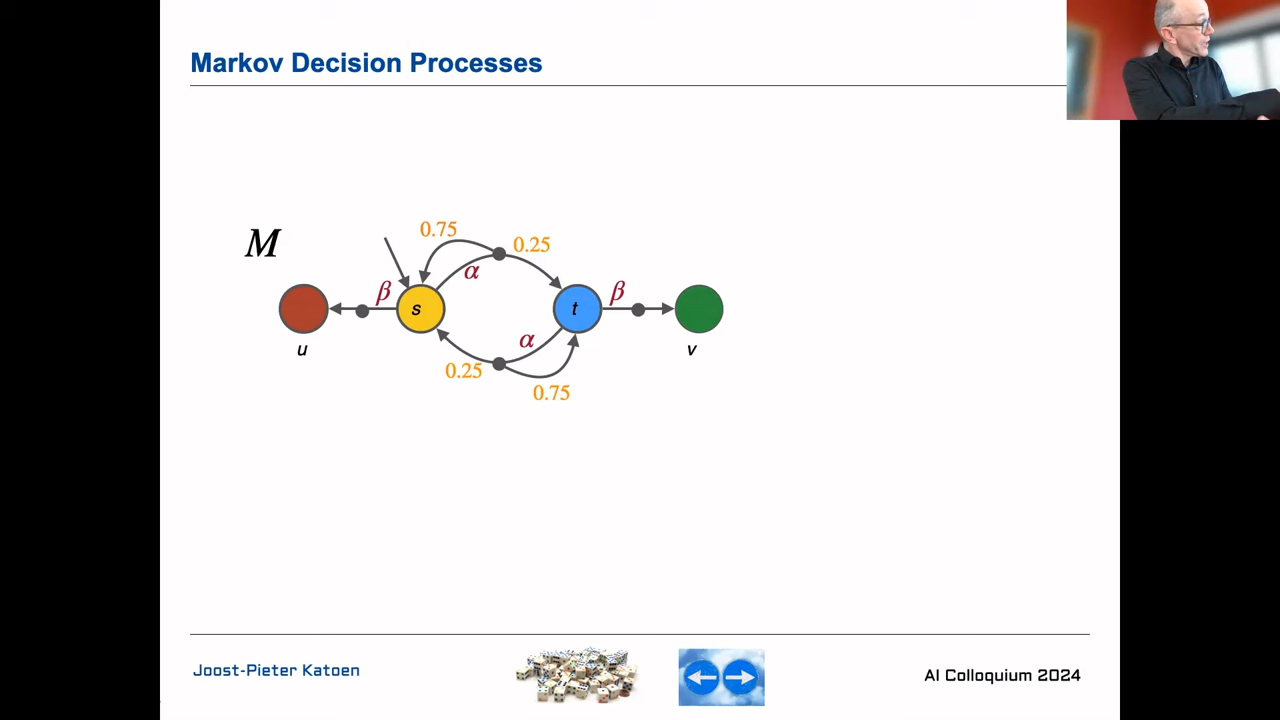 Markov Decision Processes
M
0.75
0.25
α
β
s
t
β
u
v
α
0.25
0.75
Joost-Pieter Katoen
AI Colloquium 2024